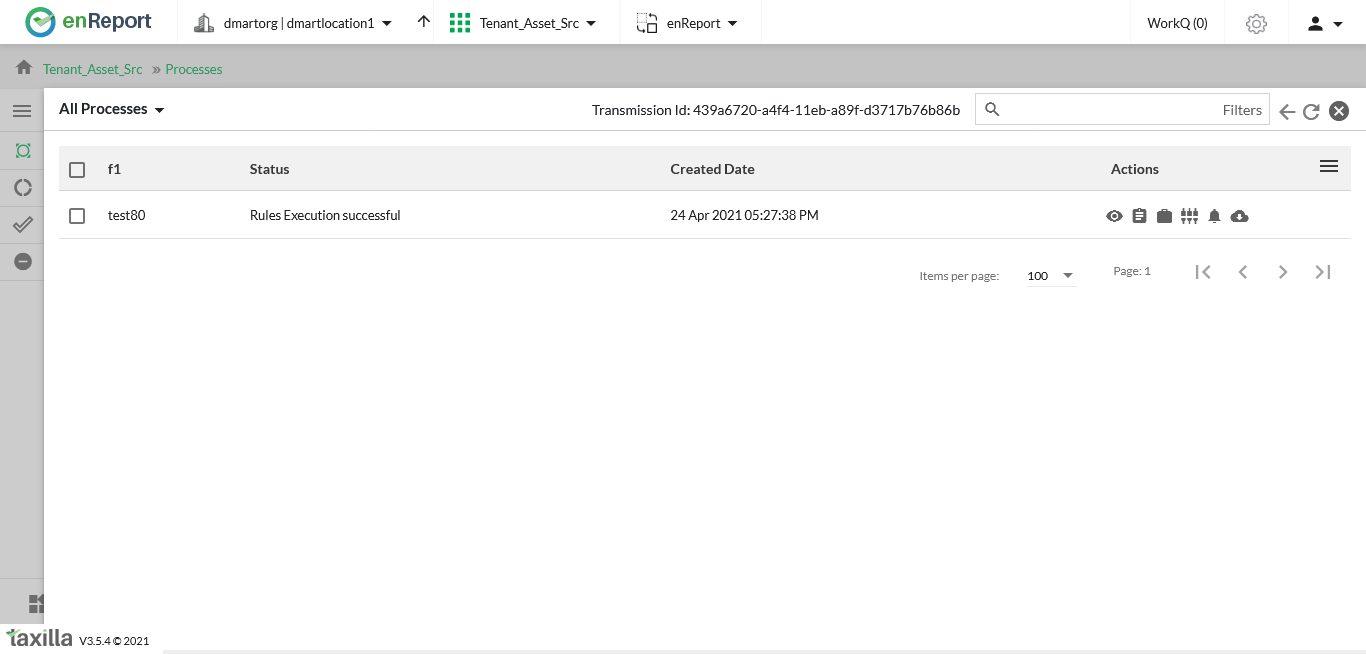 enReport dmartorg | dmartlocation1 Tenant_Asset_Src enReport WorkQ (0)
Tenant_Asset_Src » Processes
All Processes Transmission Id: 439a6720-a4f4-11eb-a89f-d3717b76b86b Filters
f1 Status Created Date Actions
test80 Rules Execution successful 24 Apr 2021 05:27:38 PM
Items per page: 100 Page: 1
taxilla V3.5.4 © 2021